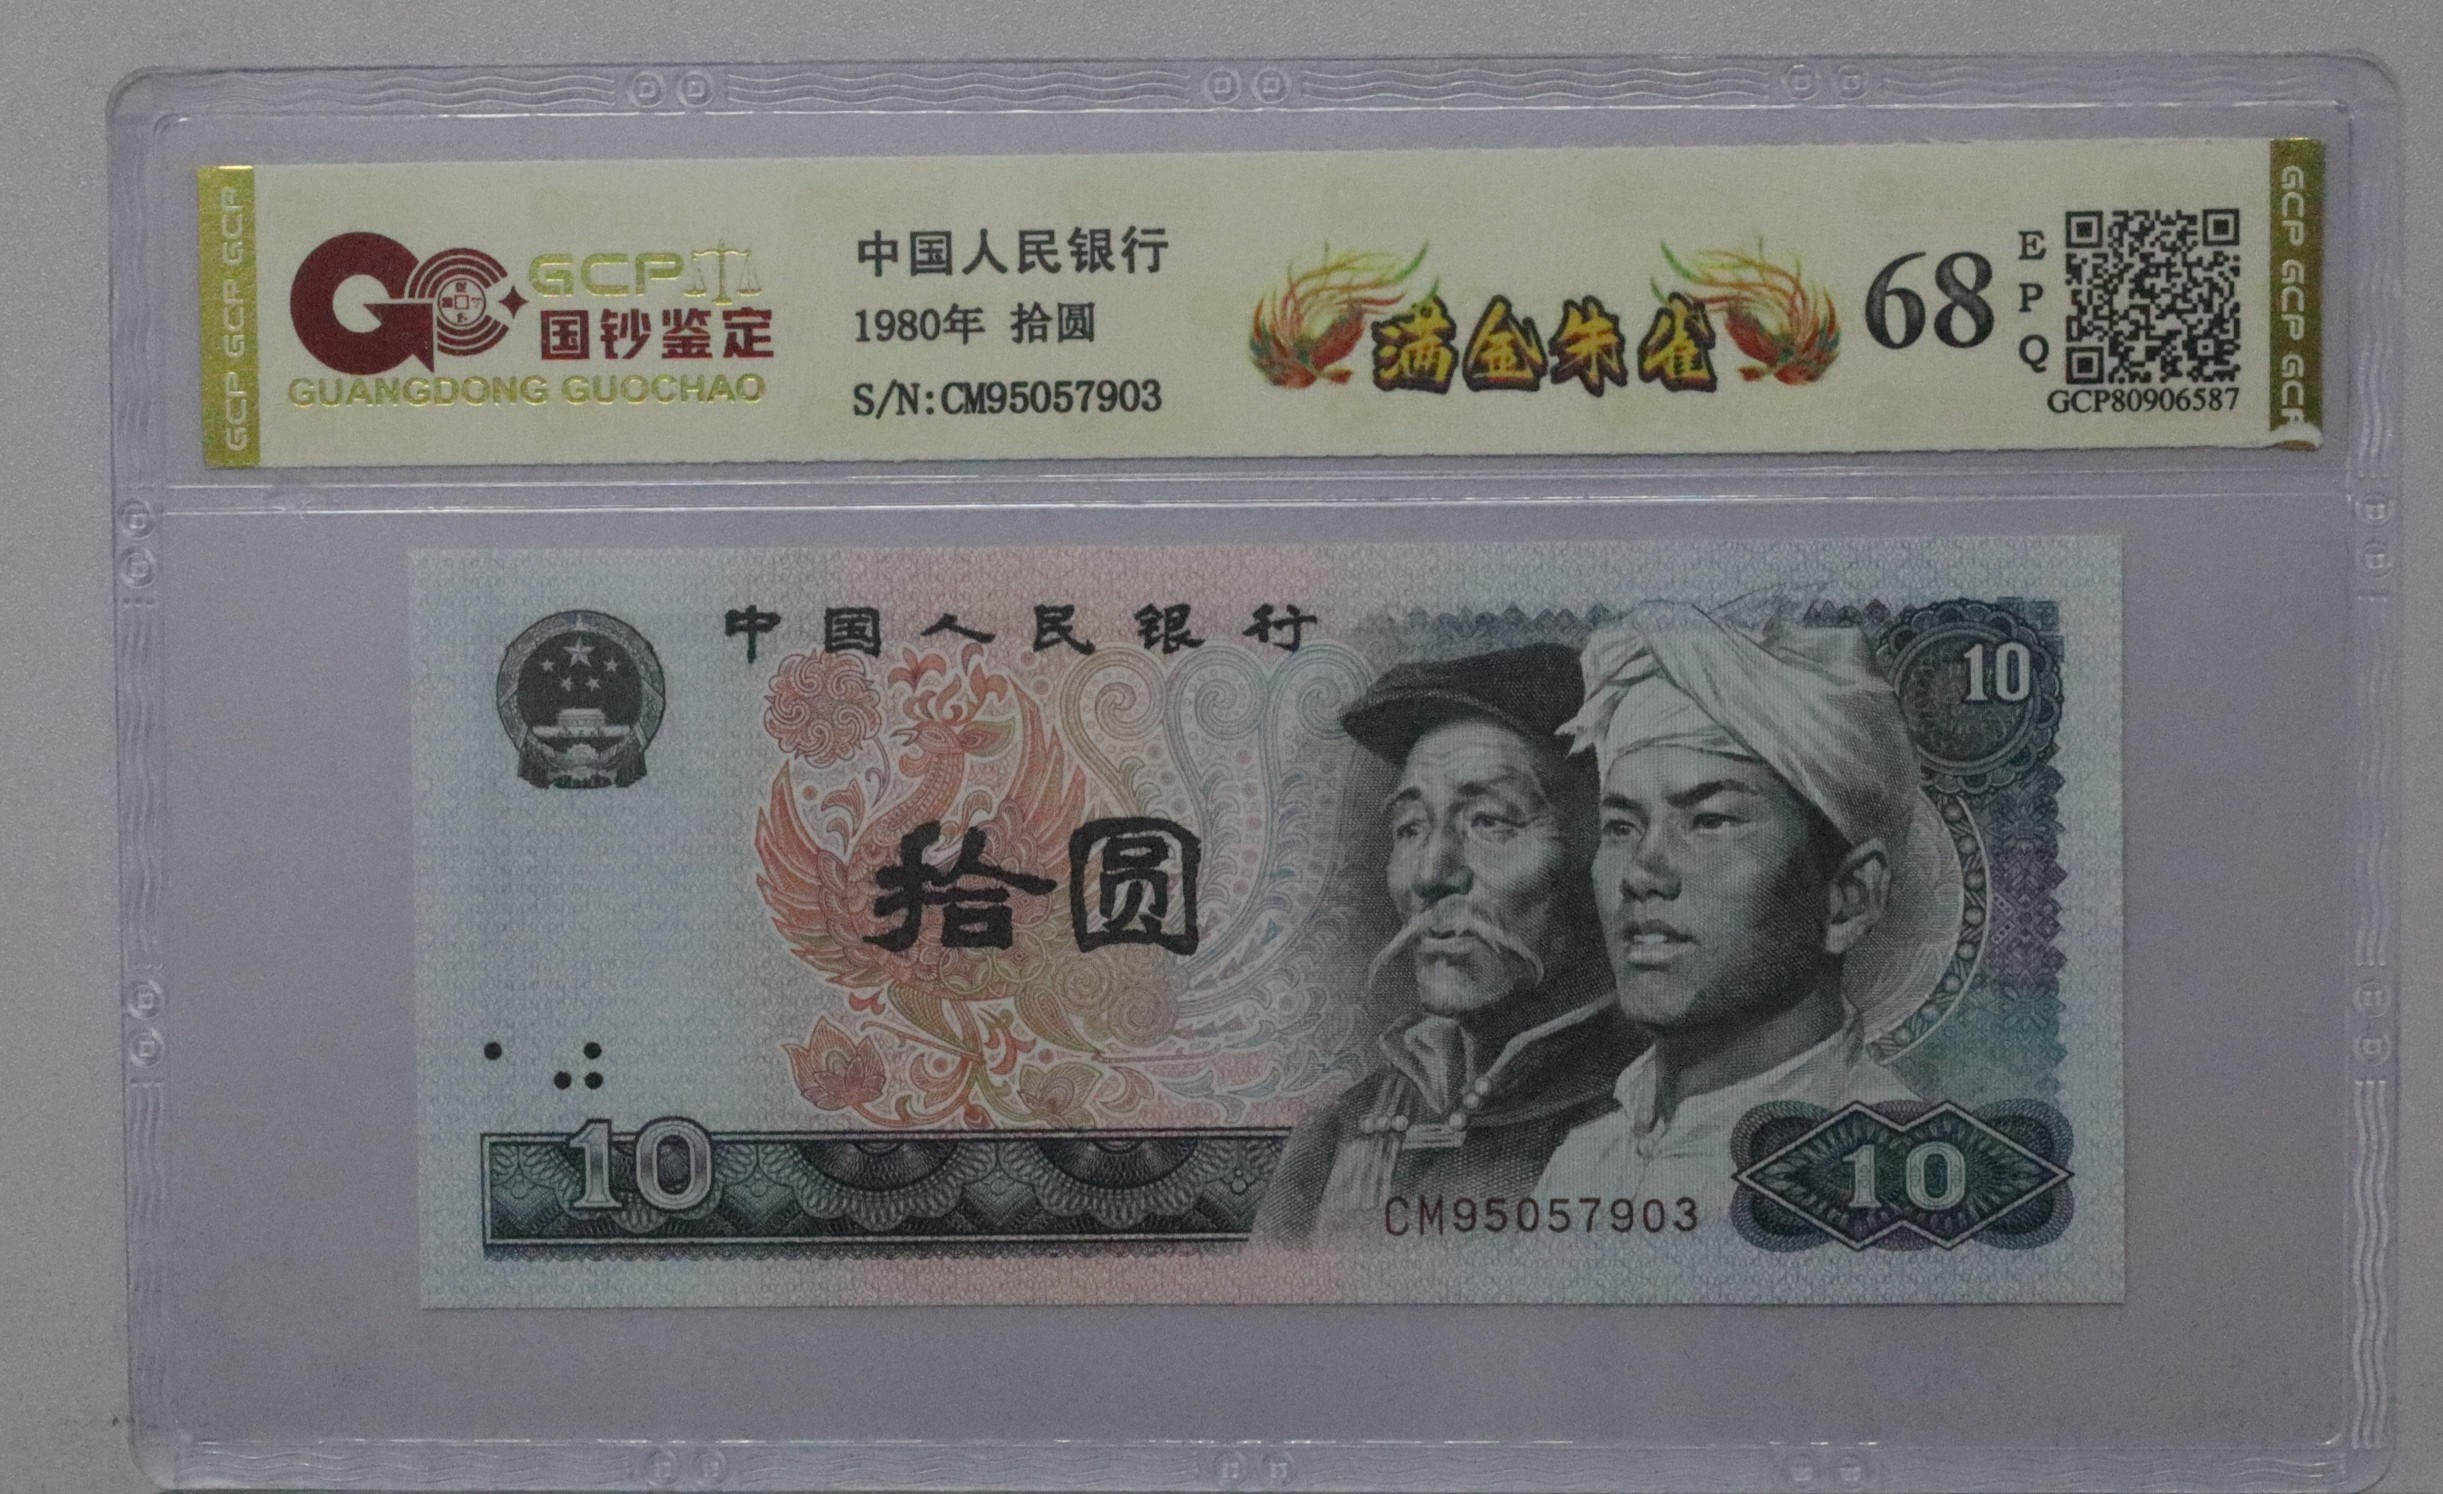 GCP
国钞鉴定
GUANGDONG GUOCHAO
中国人民银行
1980年 拾圆
S/N:CM95057903
满金朱雀
68
EPQ
GCP80906587
GCP GCP GCP
GCP GCP GCP
中国人民银行
10
拾圆
10
CM95057903
10